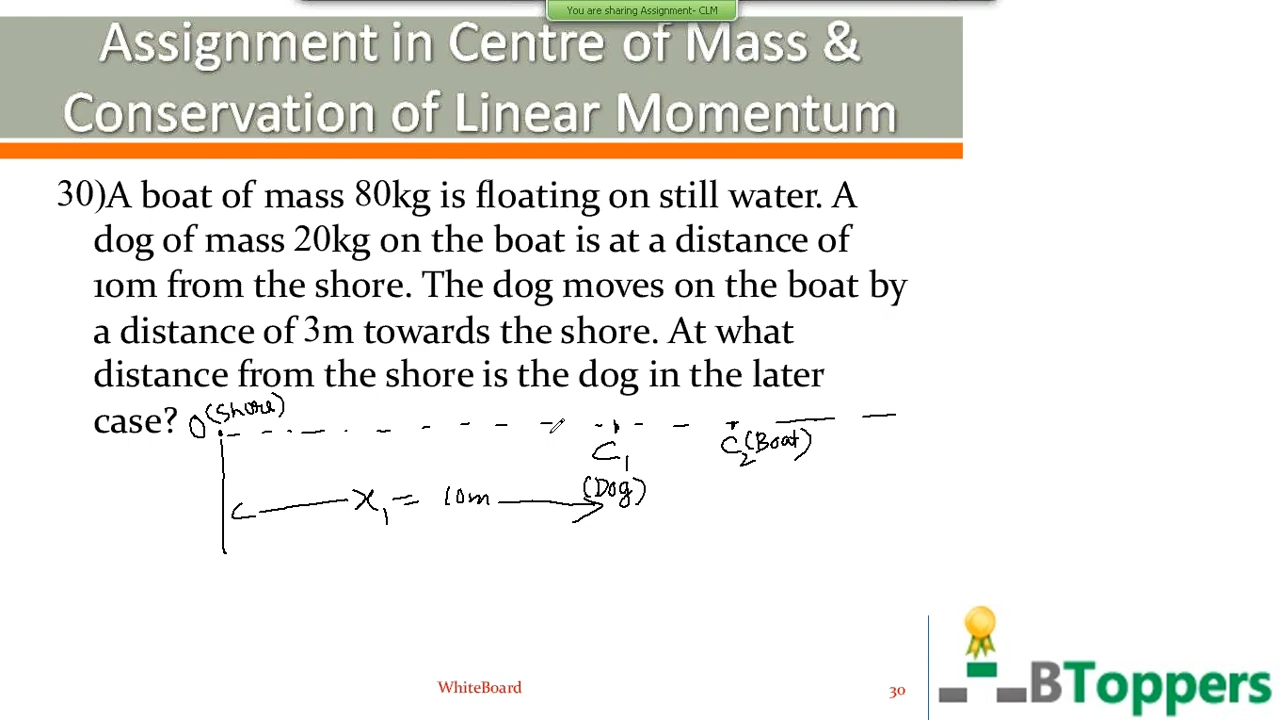 You are sharing Assignment- CLM
Assignment in Centre of Mass &
Conservation of Linear Momentum
30)A boat of mass 80kg is floating on still water. A
dog of mass 20kg on the boat is at a distance of
10m from the shore. The dog moves on the boat by
a distance of 3m towards the shore. At what
distance from the shore is the dog in the later
case?
O (Shore)
C₁
(Dog)
C₂ (Boat)
X₁ = 10m
WhiteBoard
30
BToppers